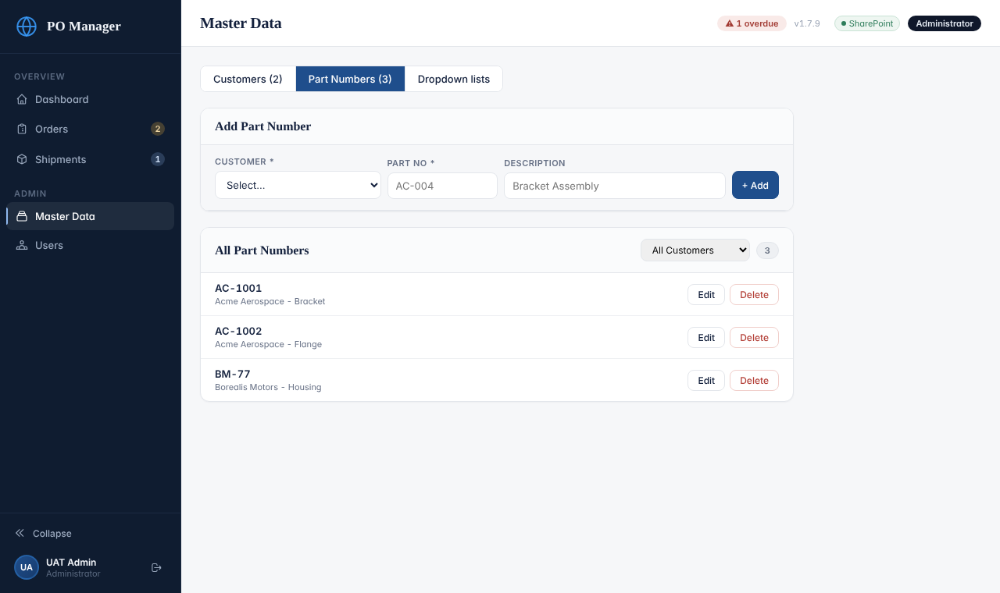 PO Manager
OVERVIEW
Dashboard
Orders 2
Shipments 1
ADMIN
Master Data
Users
Collapse
UA
UAT Admin
Administrator
Master Data
⚠ 1 overdue v1.7.9 SharePoint Administrator
Customers (2) Part Numbers (3) Dropdown lists
Add Part Number
CUSTOMER * PART NO * DESCRIPTION
Select... AC-004 Bracket Assembly + Add
All Part Numbers All Customers 3
AC-1001
Acme Aerospace - Bracket
Edit Delete
AC-1002
Acme Aerospace - Flange
Edit Delete
BM-77
Borealis Motors - Housing
Edit Delete